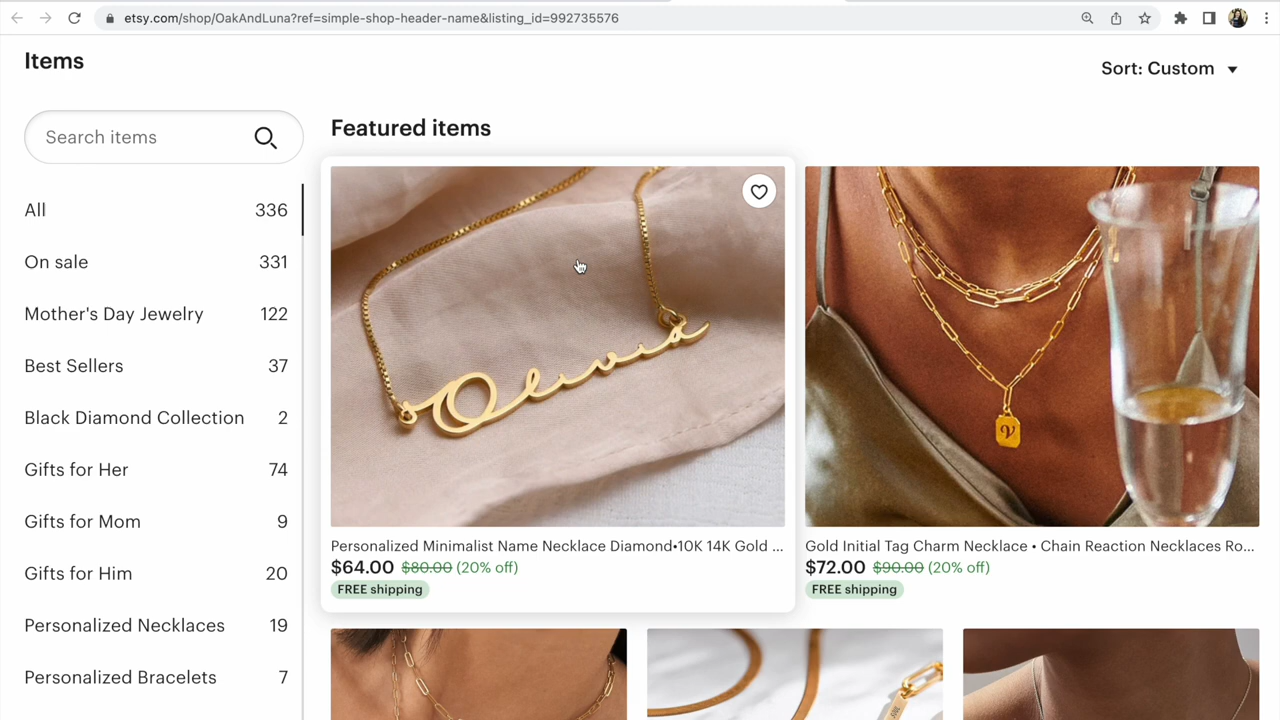 etsy.com/shop/OakAndLuna?ref=simple-shop-header-name&listing_id=992735576
Items
Sort: Custom
Search items
Featured items
All 336
On sale 331
Mother's Day Jewelry 122
Best Sellers 37
Black Diamond Collection 2
Gifts for Her 74
Gifts for Mom 9
Gifts for Him 20
Personalized Necklaces 19
Personalized Bracelets 7
Olivia
V
Personalized Minimalist Name Necklace Diamond•10K 14K Gold ...
$64.00 $80.00 (20% off)
FREE shipping
Gold Initial Tag Charm Necklace • Chain Reaction Necklaces Ro...
$72.00 $90.00 (20% off)
FREE shipping